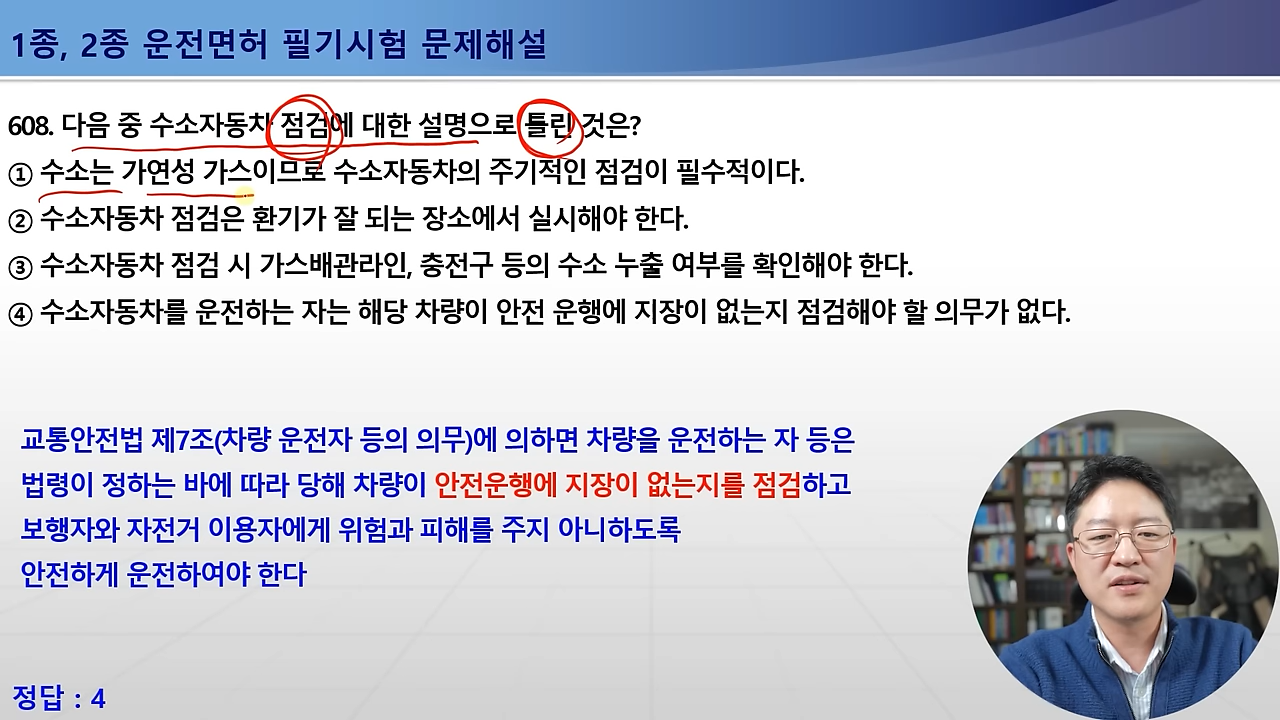 1종, 2종 운전면허 필기시험 문제해설
608. 다음 중 수소자동차 점검에 대한 설명으로 틀린 것은?
① 수소는 가연성 가스이므로 수소자동차의 주기적인 점검이 필수적이다.
② 수소자동차 점검은 환기가 잘 되는 장소에서 실시해야 한다.
③ 수소자동차 점검 시 가스배관라인, 충전구 등의 수소 누출 여부를 확인해야 한다.
④ 수소자동차를 운전하는 자는 해당 차량이 안전 운행에 지장이 없는지 점검해야 할 의무가 없다.
교통안전법 제7조(차량 운전자 등의 의무)에 의하면 차량을 운전하는 자 등은
법령이 정하는 바에 따라 당해 차량이 안전운행에 지장이 없는지를 점검하고
보행자와 자전거 이용자에게 위험과 피해를 주지 아니하도록
안전하게 운전하여야 한다
정답 : 4